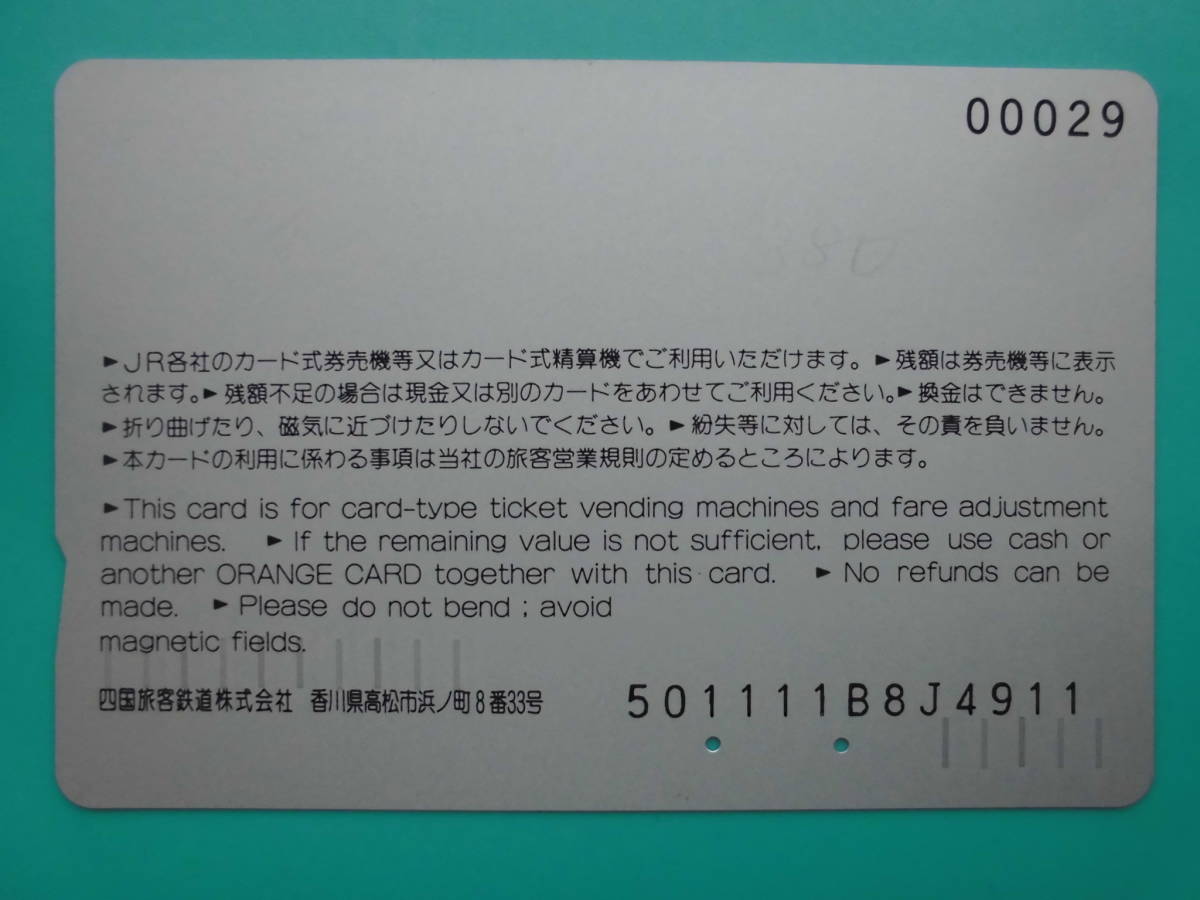 00029
►JR各社のカード式券売機等又はカード式精算機でご利用いただけます。►残額は券売機等に表示
されます。►残額不足の場合は現金又は別のカードをあわせてご利用ください。►換金はできません。
►折り曲げたり、磁気に近づけたりしないでください。►紛失等に対しては、その責を負いません。
►本カードの利用に係わる事項は当社の旅客営業規則の定めるところによります。
►This card is for card-type ticket vending machines and fare adjustment
machines. ►If the remaining value is not sufficient, please use cash or
another ORANGE CARD together with this card. ►No refunds can be
made. ►Please do not bend; avoid
magnetic fields.
四国旅客鉄道株式会社 香川県高松市浜ノ町8番33号
501111B8J4911